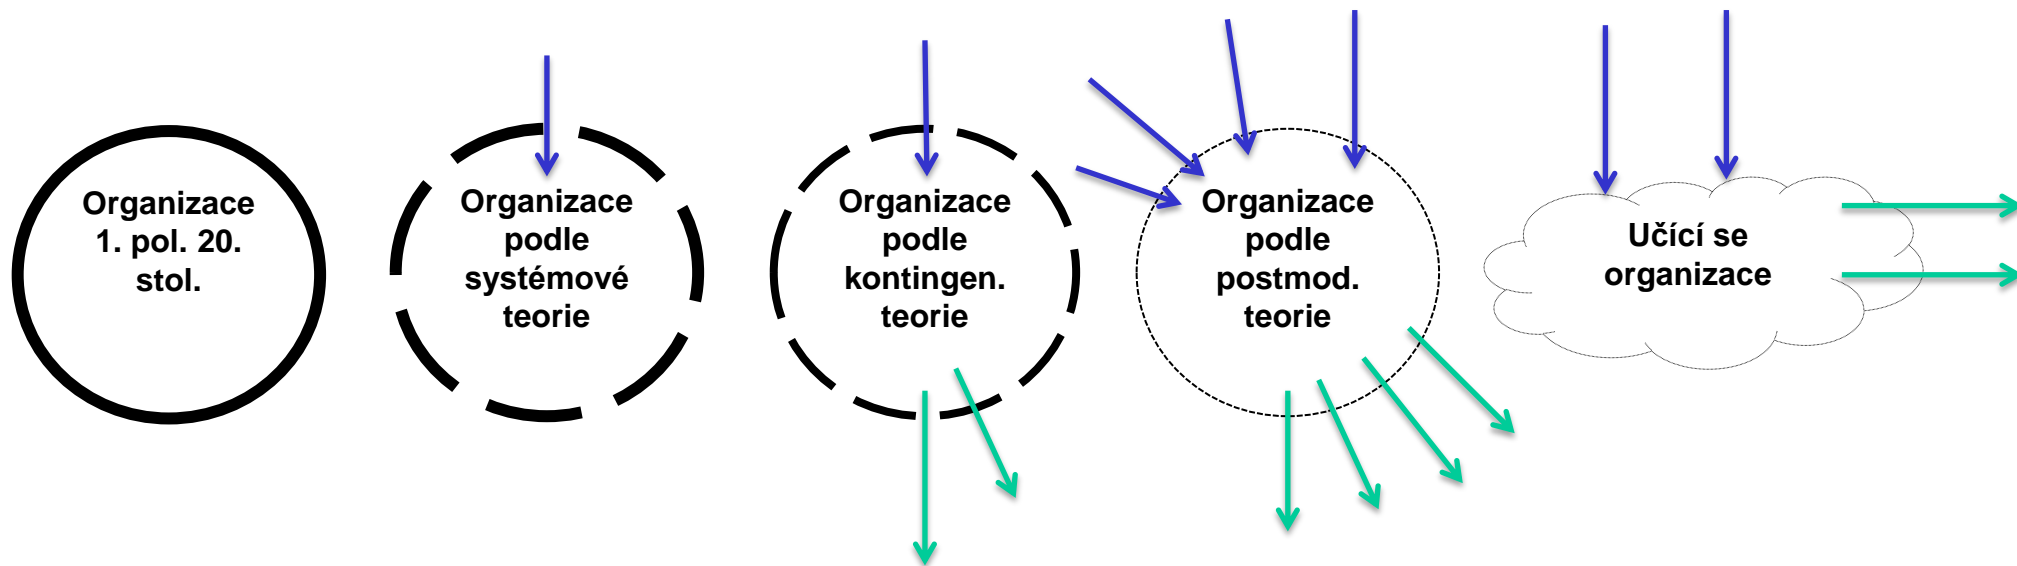 Organizace
1. pol. 20.
stol.
Organizace
podle
systémové
teorie
Organizace
podle
kontingen.
teorie
Organizace
podle
postmod.
teorie
Učící se
organizace